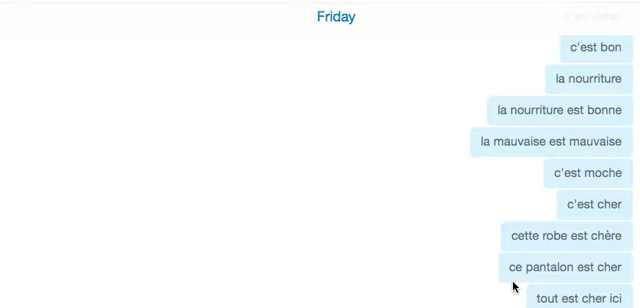 Friday
c'est bon
la nourriture
la nourriture est bonne
la mauvaise est mauvaise
c'est moche
c'est cher
cette robe est chère
ce pantalon est cher
tout est cher ici